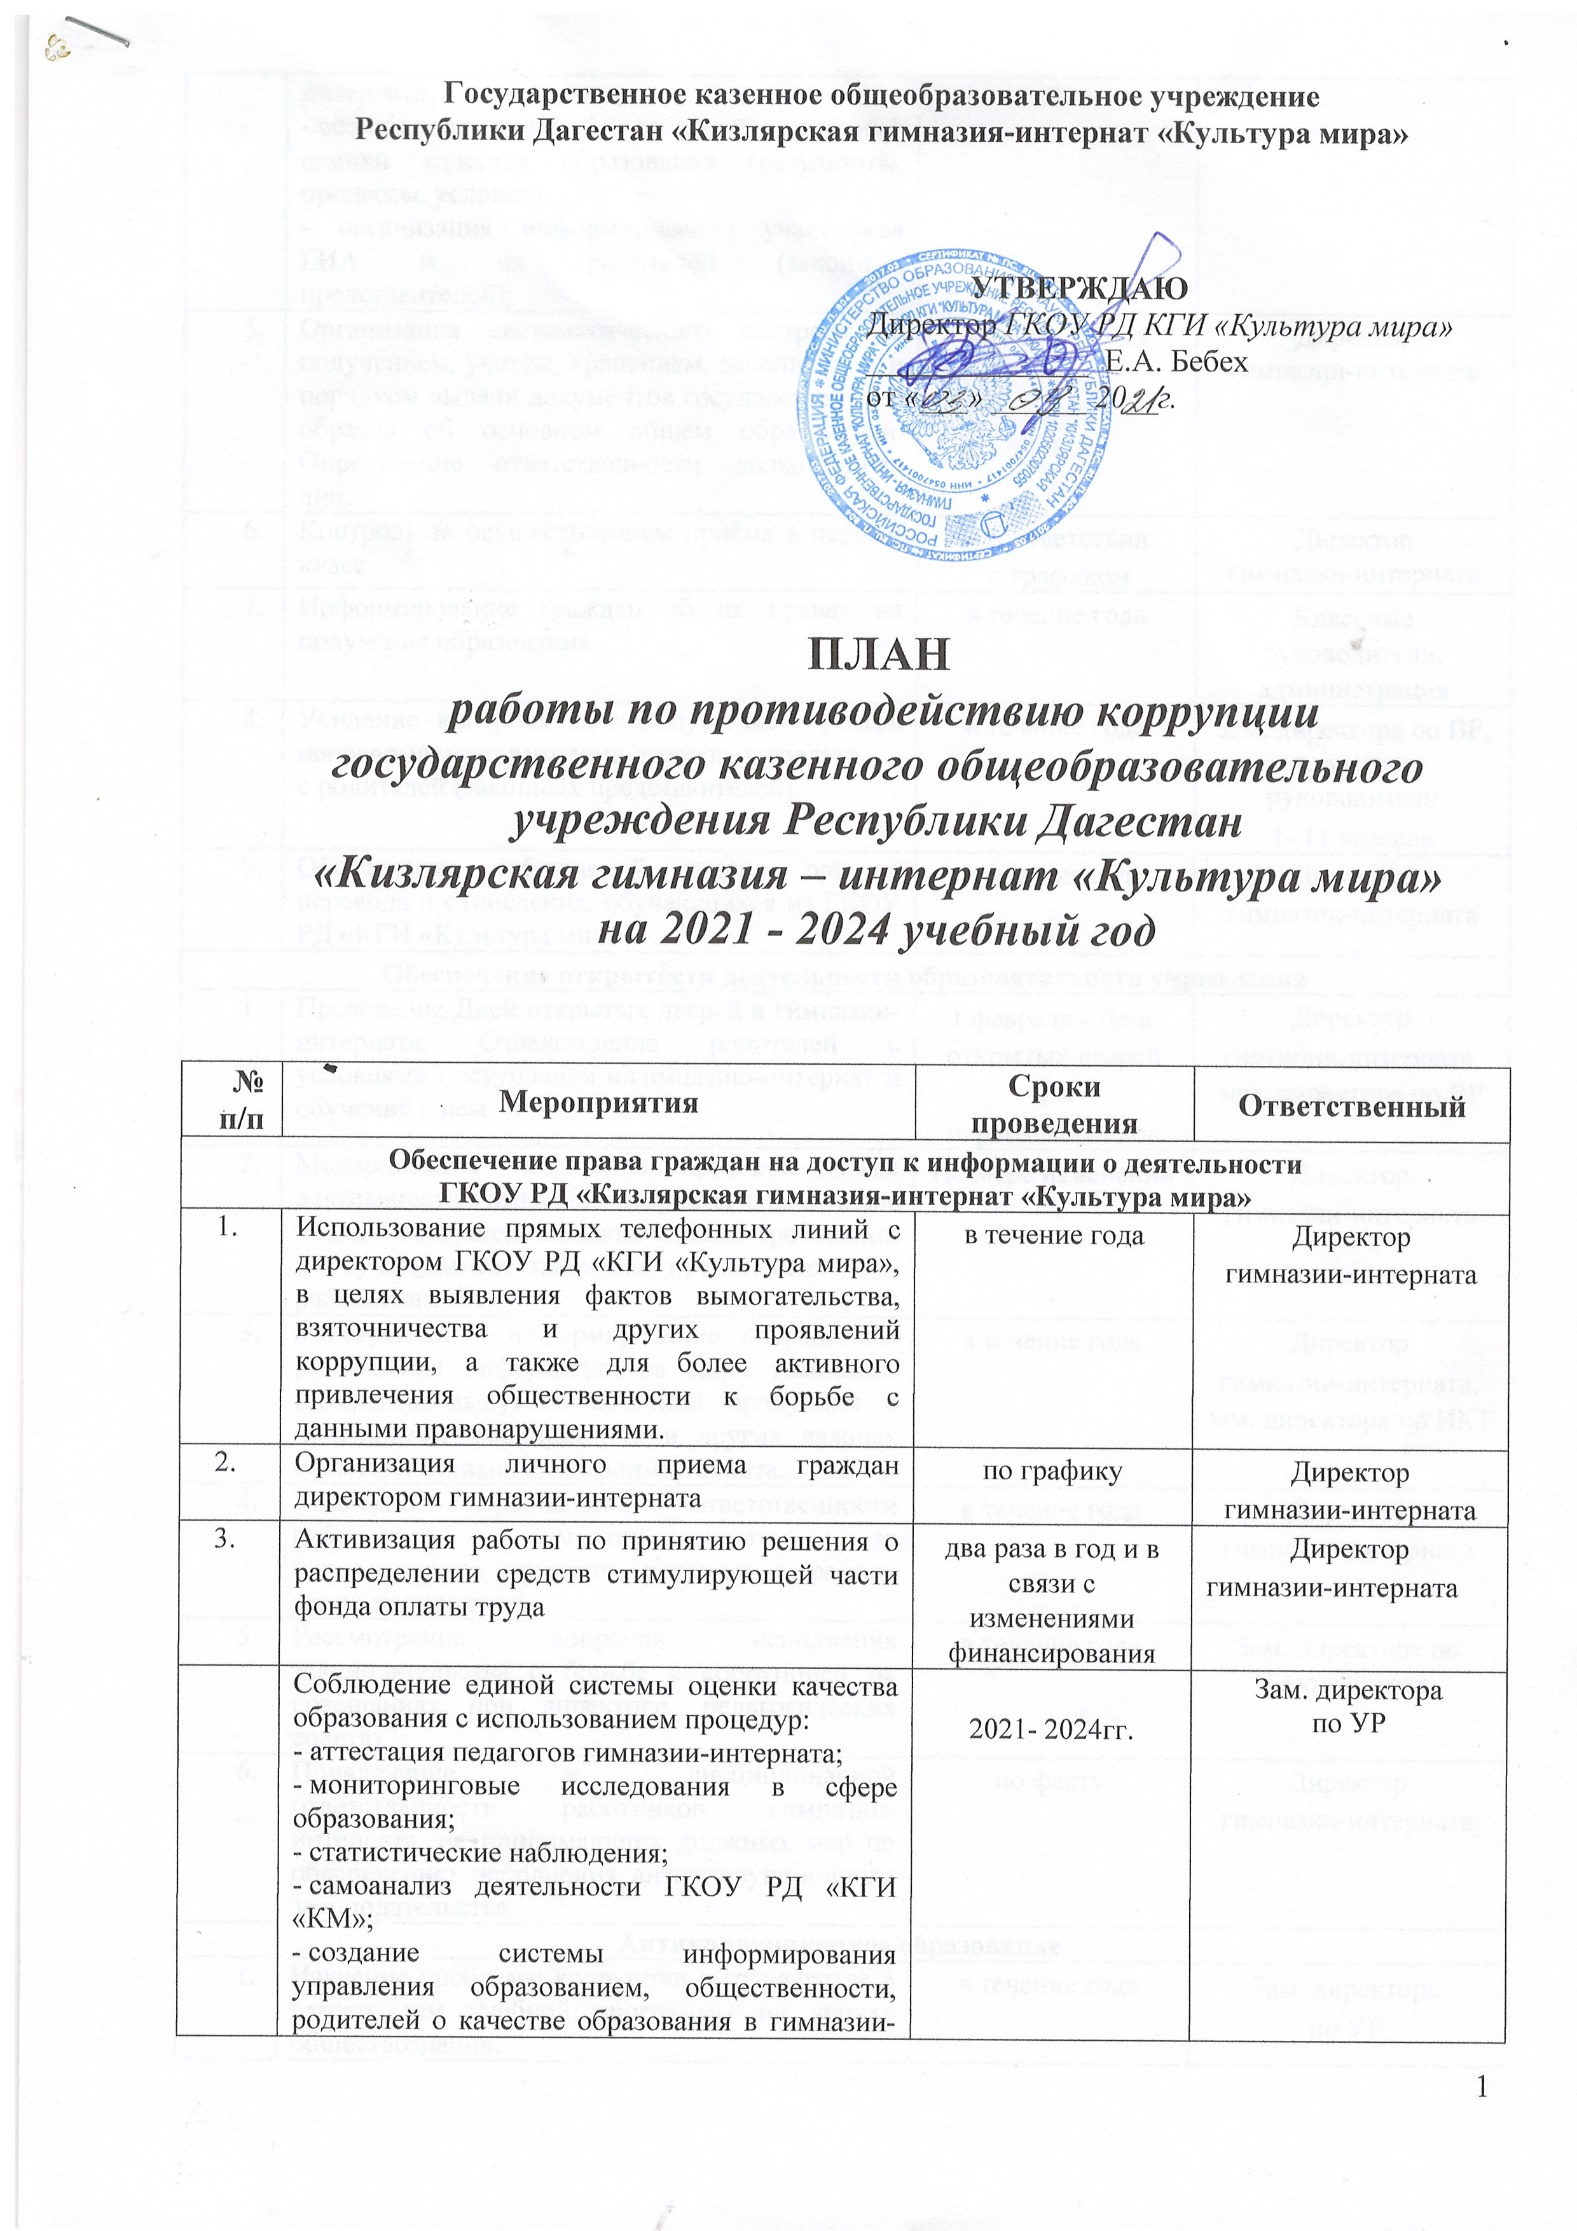 Государственное казенное общеобразовательное учреждение
Республики Дагестан «Кизлярская гимназия-интернат «Культура мира»
УТВЕРЖДАЮ
Директор ГКОУ РД КГИ «Культура мира»
Е.А. Бебех
от «03» 2021г.
ПЛАН
работы по противодействию коррупции
государственного казенного общеобразовательного
учреждения Республики Дагестан
«Кизлярская гимназия – интернат «Культура мира»
на 2021 - 2024 учебный год
№ п/п
Мероприятия
Сроки проведения
Ответственный
Обеспечение права граждан на доступ к информации о деятельности
ГКОУ РД «Кизлярская гимназия-интернат «Культура мира»
1.
Использование прямых телефонных линий с
директором ГКОУ РД «КГИ «Культура мира»,
в целях выявления фактов вымогательства,
взяточничества и других проявлений
коррупции, а также для более активного
привлечения общественности к борьбе с
данными правонарушениями.
в течение года
Директор
гимназии-интерната
2.
Организация личного приема граждан
директором гимназии-интерната
по графику
Директор
гимназии-интерната
3.
Активизация работы по принятию решения о
распределении средств стимулирующей части
фонда оплаты труда
два раза в год и в
связи с
изменениями
финансирования
Директор
гимназии-интерната
Соблюдение единой системы оценки качества
образования с использованием процедур:
- аттестация педагогов гимназии-интерната;
- мониторинговые исследования в сфере
образования;
- статистические наблюдения;
- самоанализ деятельности ГКОУ РД «КГИ
«КМ»;
- создание системы информирования
управления образованием, общественности,
родителей о качестве образования в гимназии-
2021- 2024гг.
Зам. директора
по УР
1